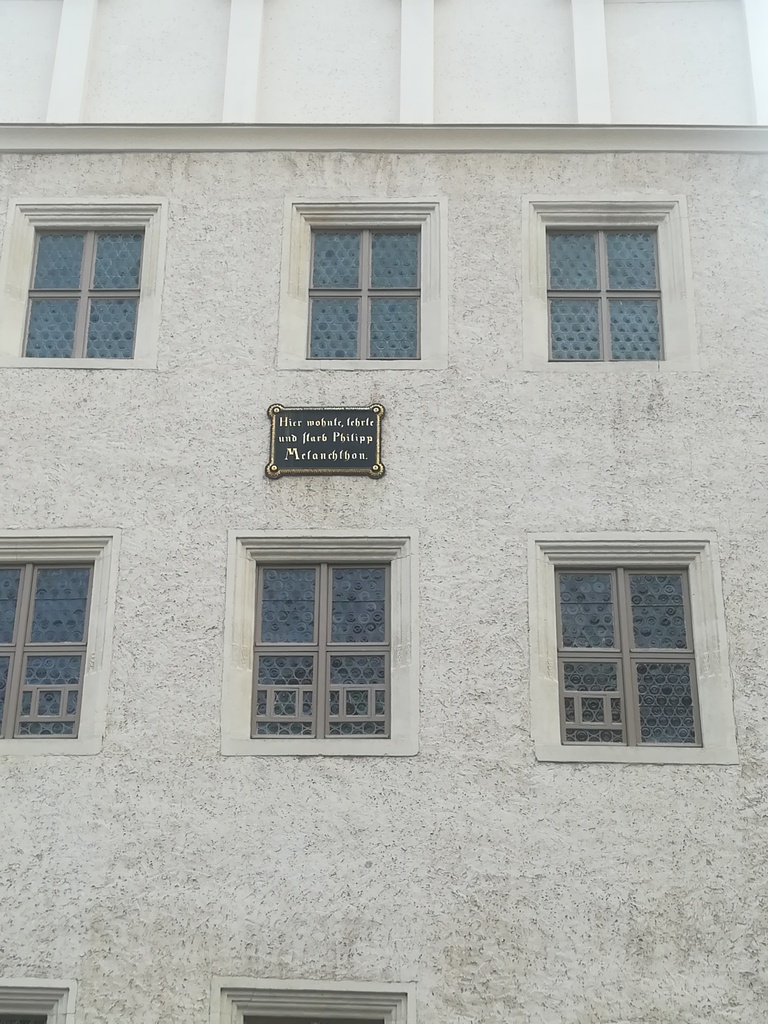 Hier wohnte, lehrte
und starb Philipp
Melanchthon.